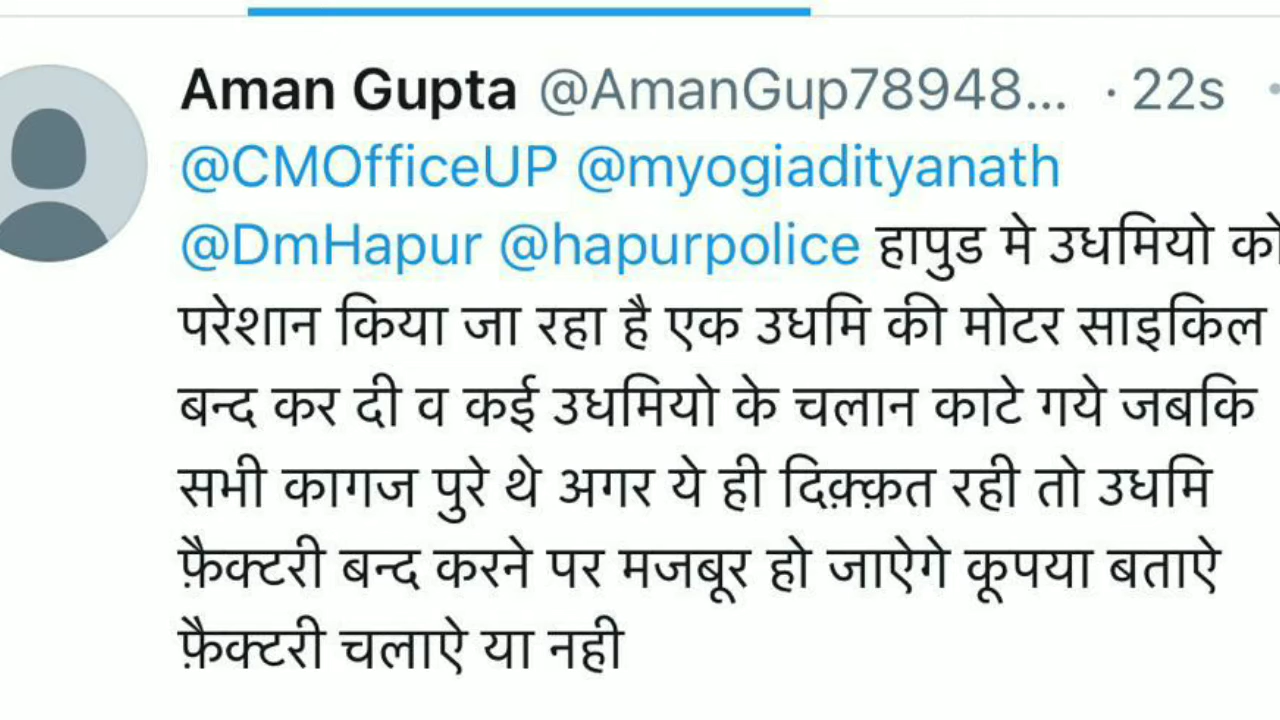 Aman Gupta @AmanGup78948... · 22s
@CMOfficeUP @myogiadityanath
@DmHapur @hapurpolice हापुड मे उधमियो को
परेशान किया जा रहा है एक उधमि की मोटर साइकिल
बन्द कर दी व कई उधमियो के चलान काटे गये जबकि
सभी कागज पुरे थे अगर ये ही दिक़्क़त रही तो उधमि
फ़ैक्टरी बन्द करने पर मजबूर हो जाऐगे कूपया बताऐ
फ़ैक्टरी चलाऐ या नही